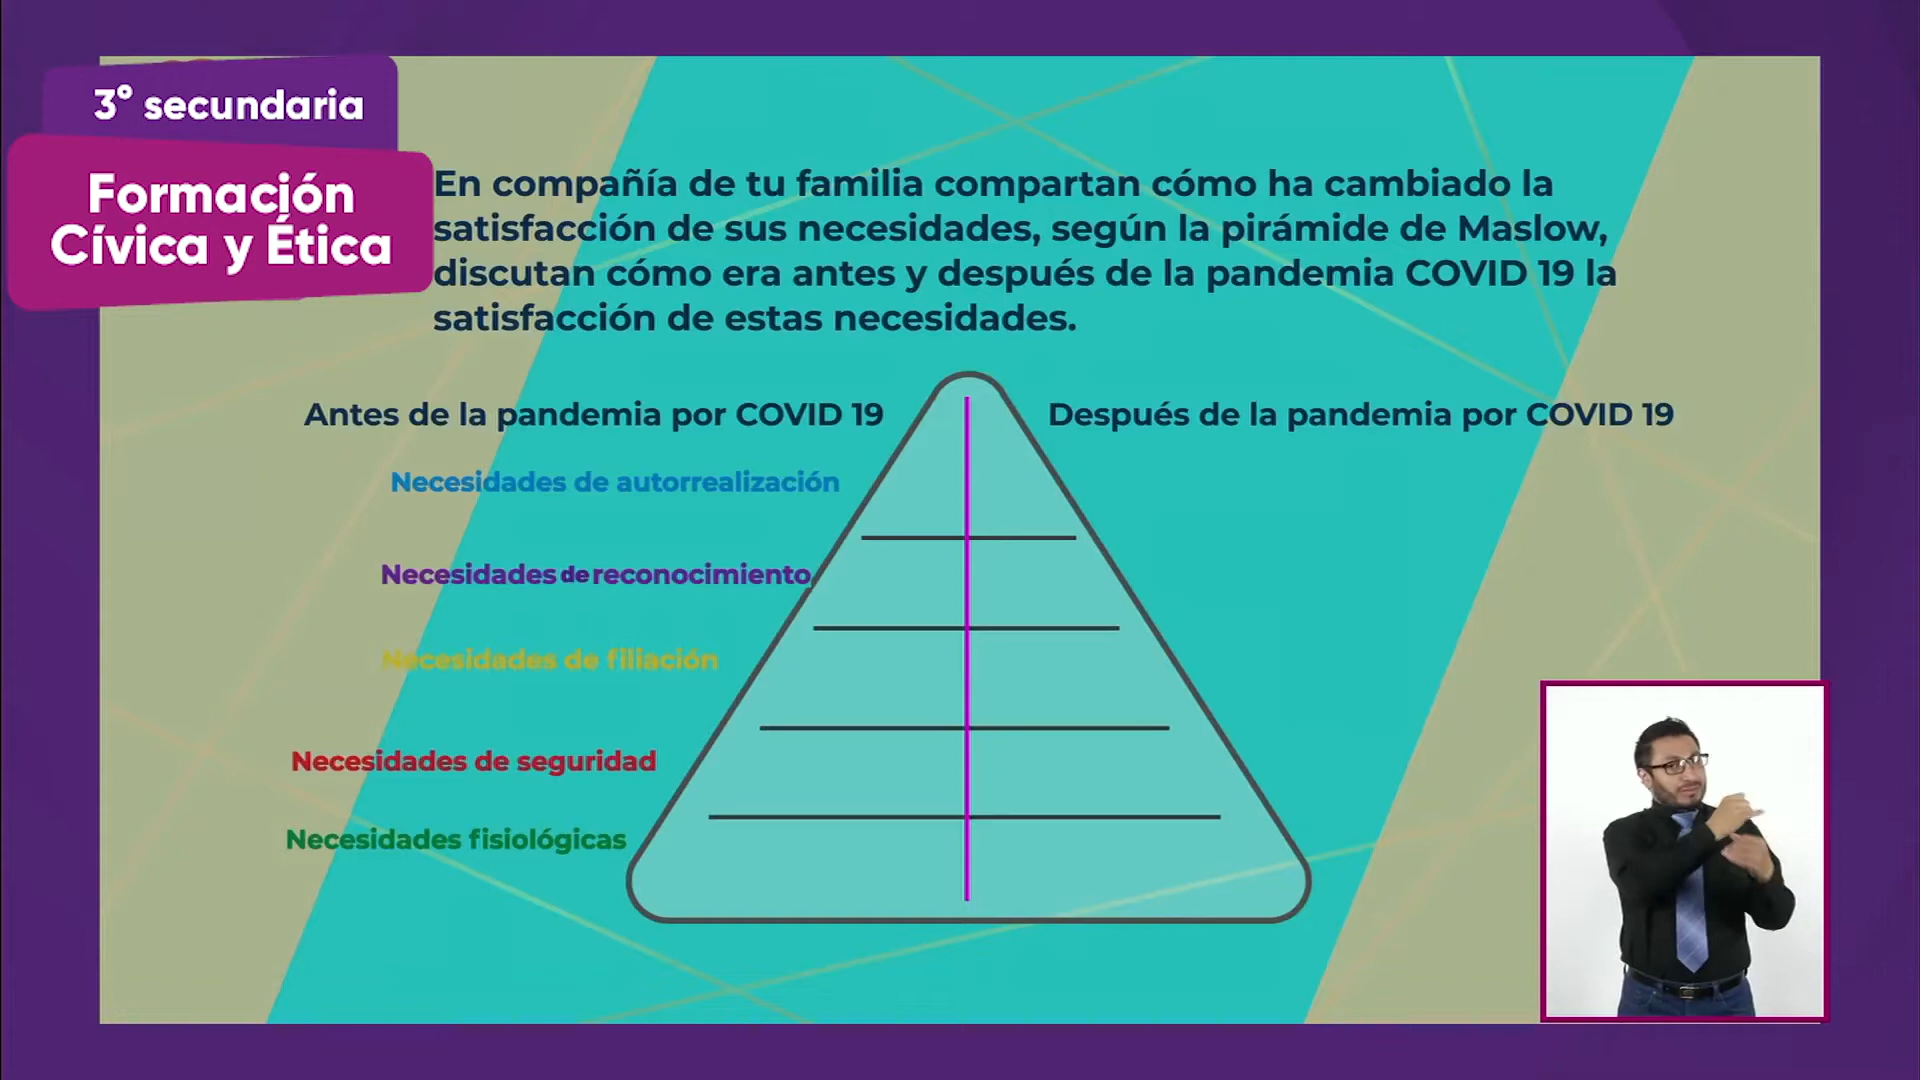 3° secundaria
Formación
Cívica y Ética
En compañía de tu familia compartan cómo ha cambiado la
satisfacción de sus necesidades, según la pirámide de Maslow,
discutan cómo era antes y después de la pandemia COVID 19 la
satisfacción de estas necesidades.
Antes de la pandemia por COVID 19
Después de la pandemia por COVID 19
Necesidades de autorrealización
Necesidades de reconocimiento
Necesidades de filiación
Necesidades de seguridad
Necesidades fisiológicas